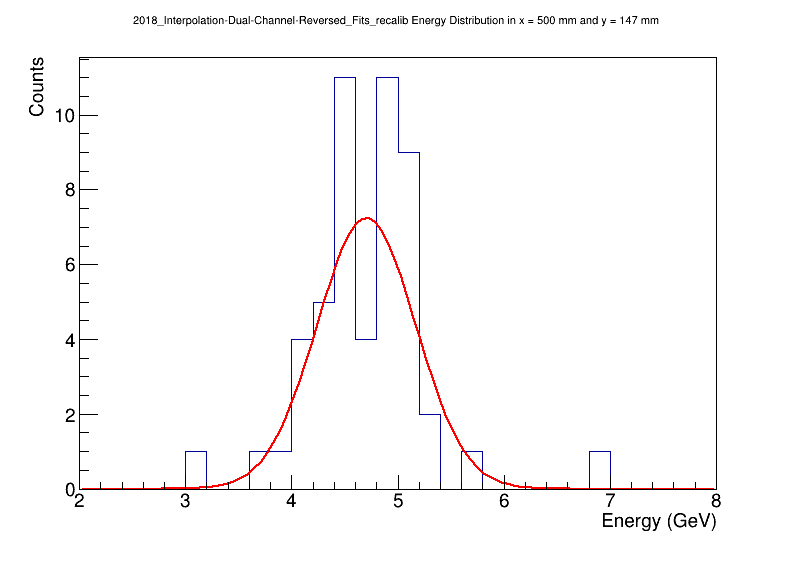 2018_Interpolation-Dual-Channel-Reversed_Fits_recalib Energy Distribution in x = 500 mm and y = 147 mm
Counts
10
8
6
4
2
0
2 3 4 5 6 7 8
Energy (GeV)